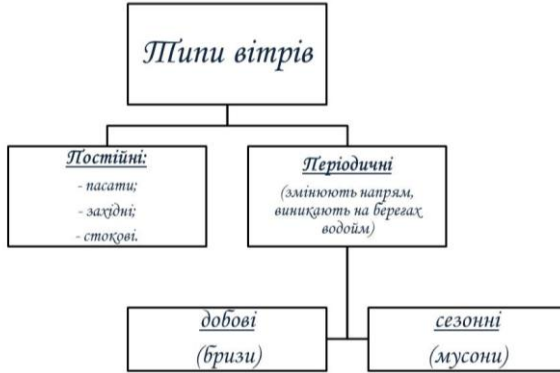 Типи вітрів
Постійні:
- пасати;
- західні;
- стокові.
Періодичні
(змінюють напрям,
виникають на берегах
водойм)
добові
(бризи)
сезонні
(мусони)